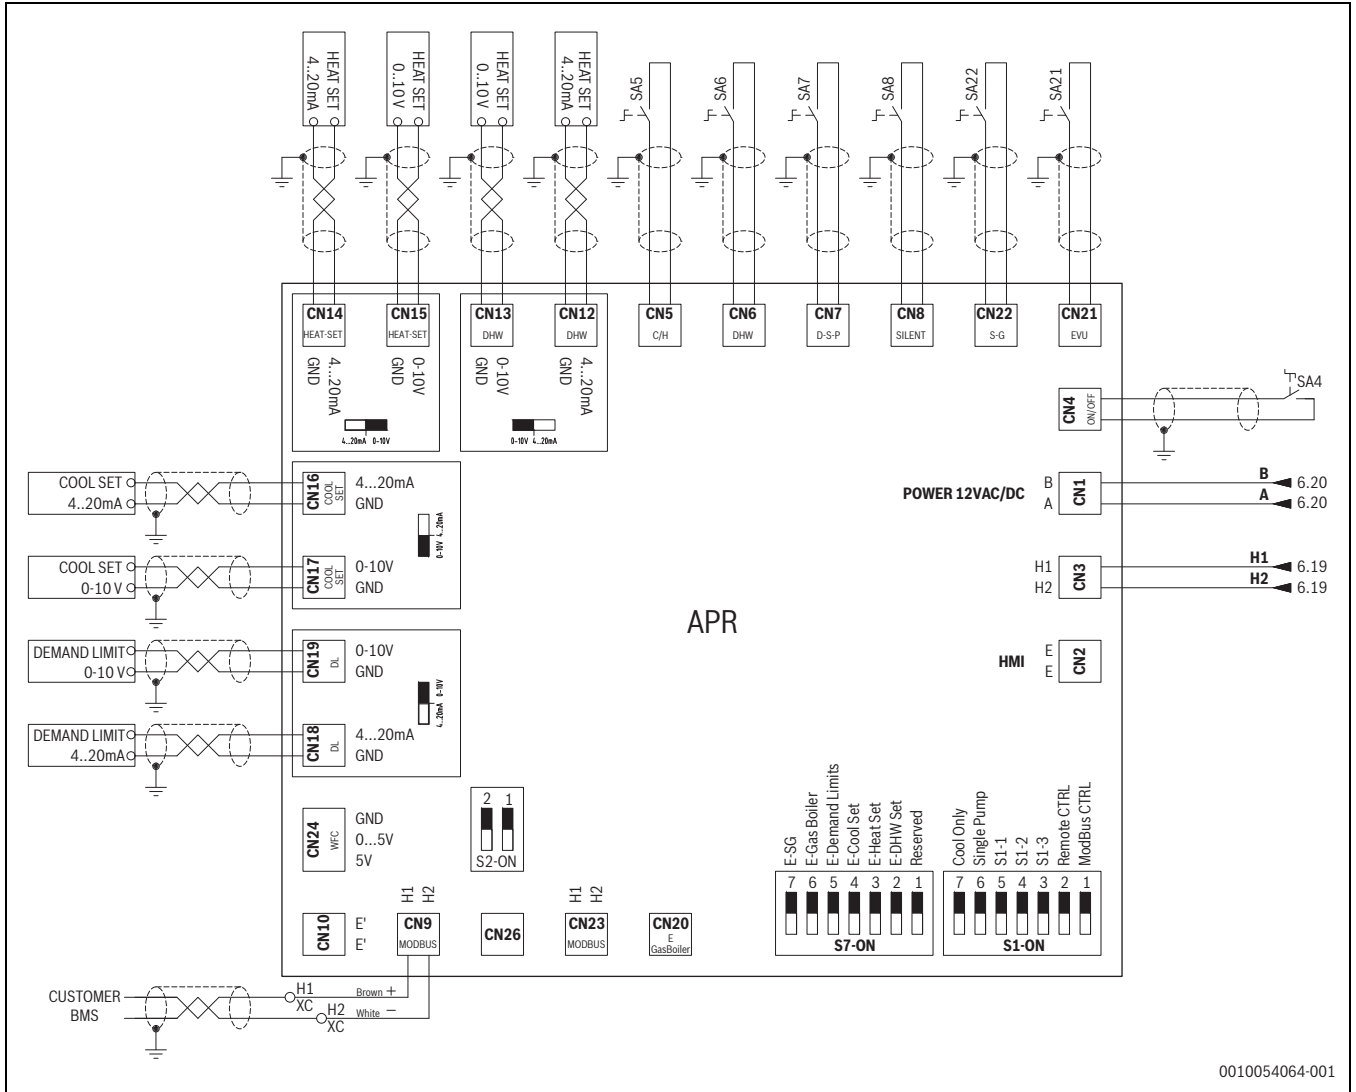 HEAT SET
4..20mA
HEAT SET
0..10V
HEAT SET
0..10V
HEAT SET
4..20mA
SA5
SA6
SA7
SA8
SA22
SA21
CN14
HEAT-SET
CN15
HEAT-SET
CN13
DHW
CN12
DHW
CN5
C/H
CN6
DHW
CN7
D-S-P
CN8
SILENT
CN22
S-G
CN21
EVU
GND
4...20mA
GND
0-10V
GND
0-10V
GND
4...20mA
4..20mA 0-10V
0-10V 4..20mA
CN4
ON/OFF
SA4
COOL SET
4..20mA
CN16
COOL
SET
4...20mA
GND
0-10V 4..20mA
COOL SET
0-10 V
CN17
COOL
SET
0-10V
GND
POWER 12VAC/DC
B
A
CN1
B
6.20
A
6.20
H1
H2
CN3
H1
6.19
H2
6.19
APR
HMI
E
E
CN2
DEMAND LIMIT
0-10 V
CN19
DL
0-10V
GND
4..20mA 0-10V
DEMAND LIMIT
4..20mA
CN18
DL
4...20mA
GND
CN24
WFC
GND
0...5V
5V
2 1
S2-ON
E-SG
E-Gas Boiler
E-Demand Limits
E-Cool Set
E-Heat Set
E-DHW Set
Reserved
7 6 5 4 3 2 1
S7-ON
Cool Only
Single Pump
S1-1
S1-2
S1-3
Remote CTRL
ModBus CTRL
7 6 5 4 3 2 1
S1-ON
CN10
E'
E'
H1
H2
CN9
MODBUS
CN26
H1
H2
CN23
MODBUS
CN20
E
GasBoiler
CUSTOMER
BMS
H1
XC
Brown +
H2
XC
White −
0010054064-001